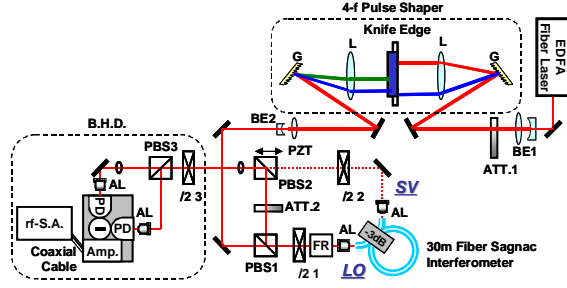 4-f Pulse Shaper
Knife Edge
G
L
L
G
EDFA
Fiber Laser
BE2
BE1
ATT.1
B.H.D.
PBS3
PZT
PBS2
/2 3
/2 2
SV
AL
AL
PD
AL
PD
ATT.2
AL
rf-S.A.
Coaxial
Cable
Amp.
PBS1
/2 1
FR
AL
LO
-3dB
30m Fiber Sagnac
Interferometer